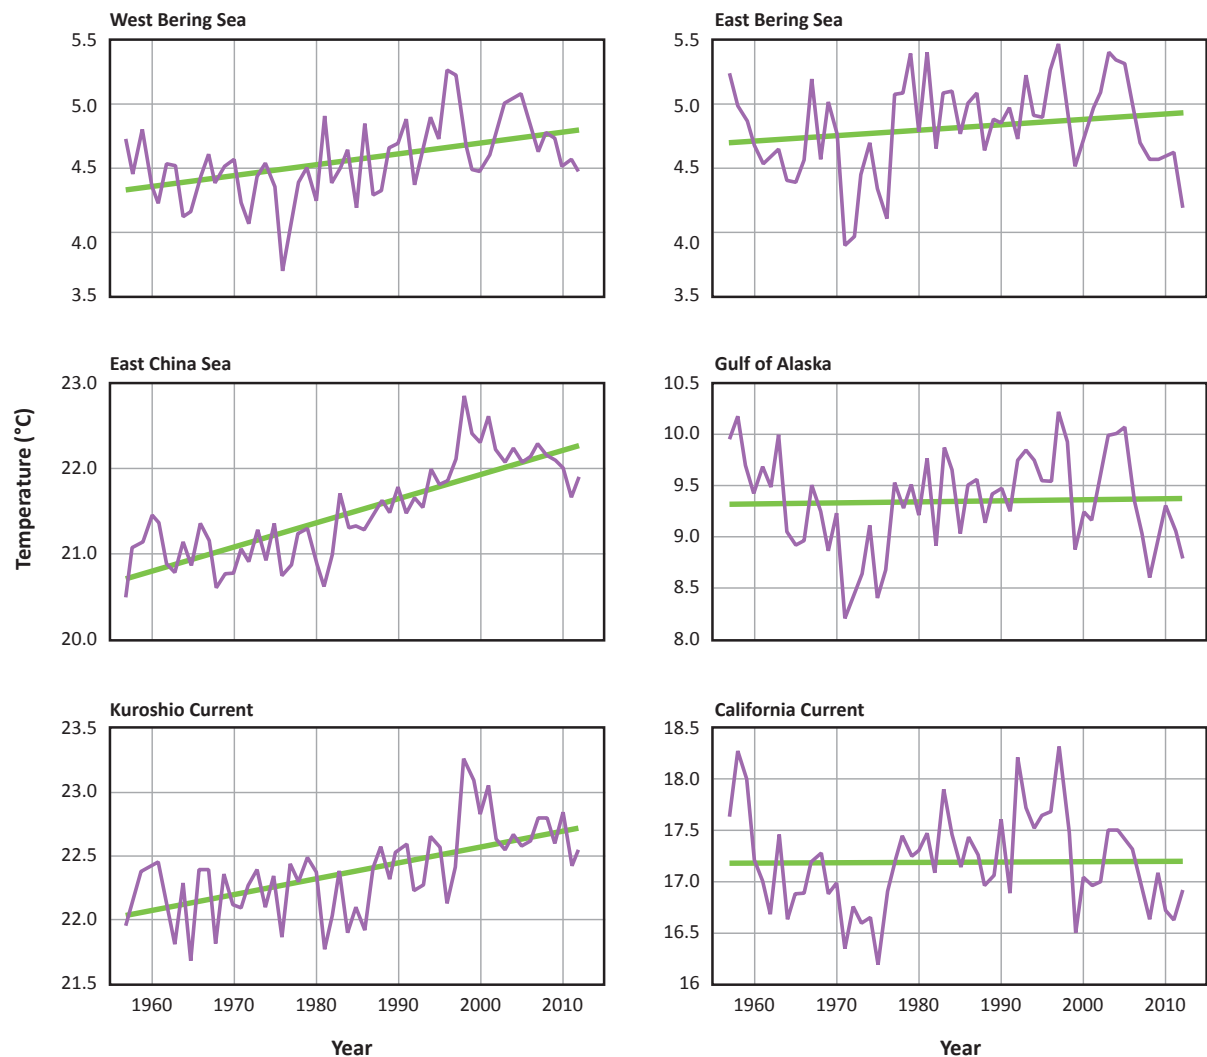 West Bering Sea
5.5
5.0
4.5
4.0
3.5
East Bering Sea
5.5
5.0
4.5
4.0
3.5
East China Sea
23.0
22.0
21.0
20.0
Gulf of Alaska
10.5
10.0
9.5
9.0
8.5
8.0
Temperature (°C)
Kuroshio Current
23.5
23.0
22.5
22.0
21.5
1960 1970 1980 1990 2000 2010
Year
California Current
18.5
18.0
17.5
17.0
16.5
16
1960 1970 1980 1990 2000 2010
Year